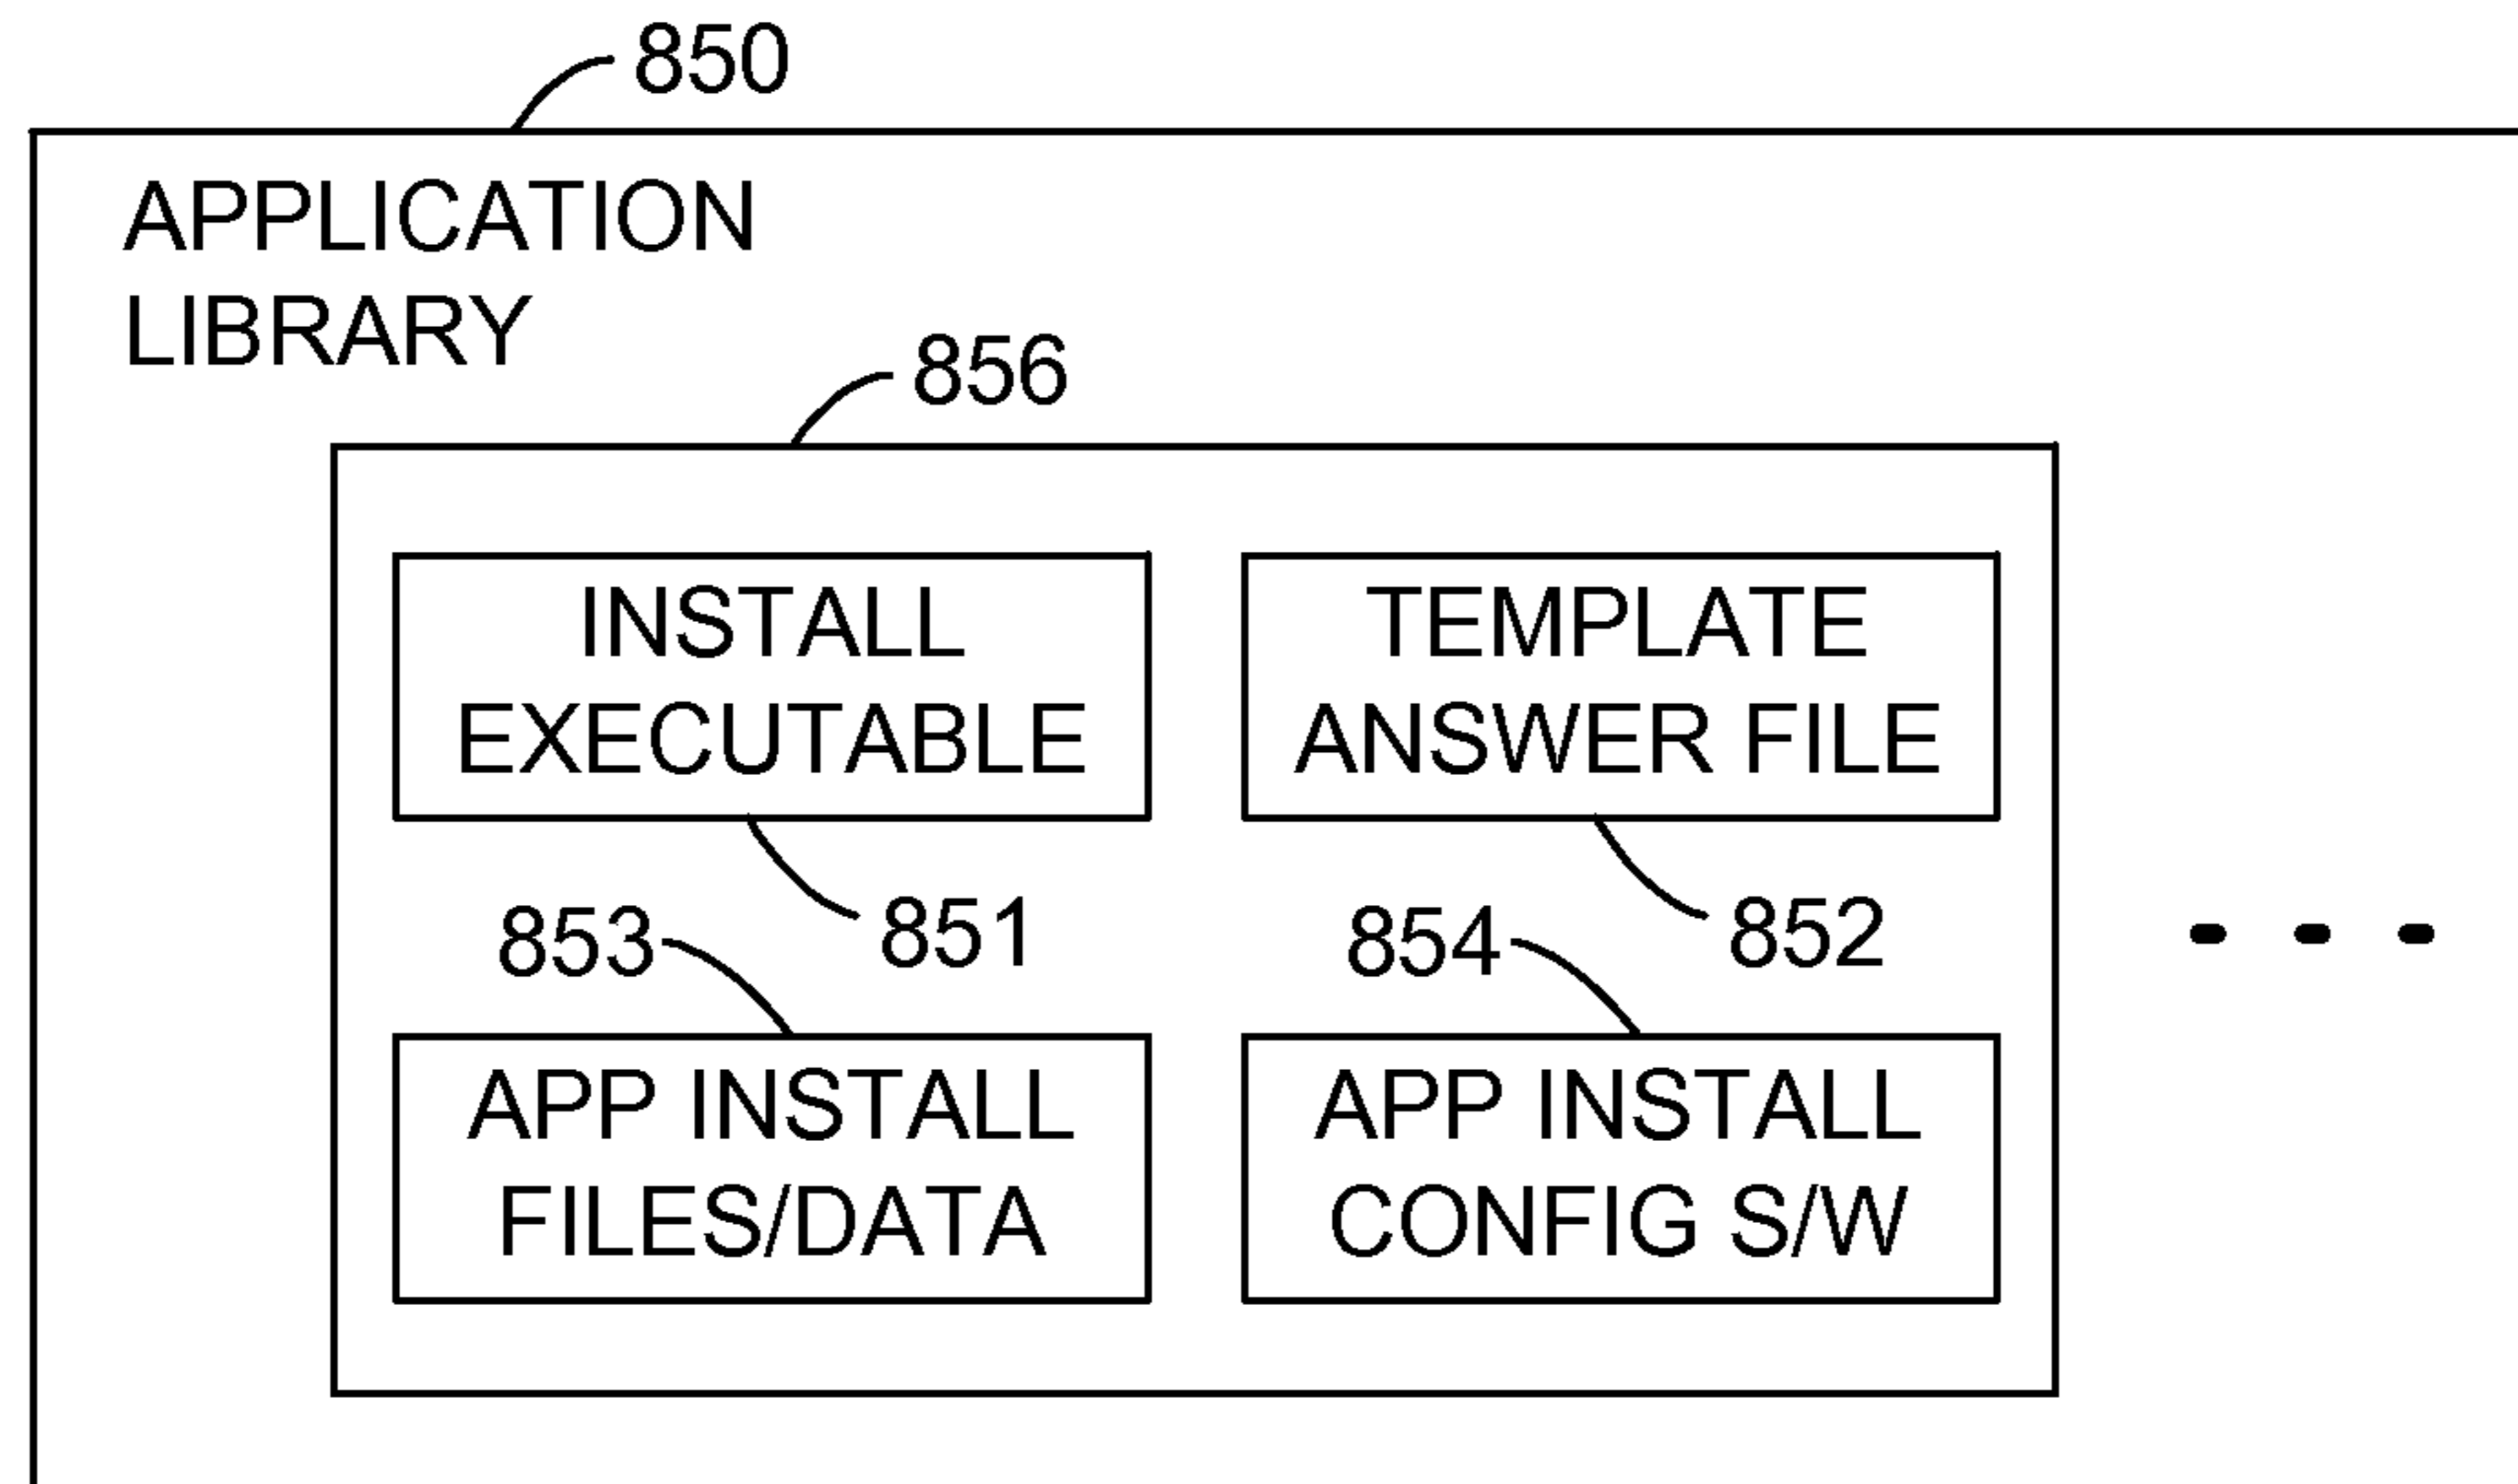 850
APPLICATION
LIBRARY
856
INSTALL
EXECUTABLE
TEMPLATE
ANSWER FILE
851
852
853
854
APP INSTALL
FILES/DATA
APP INSTALL
CONFIG S/W